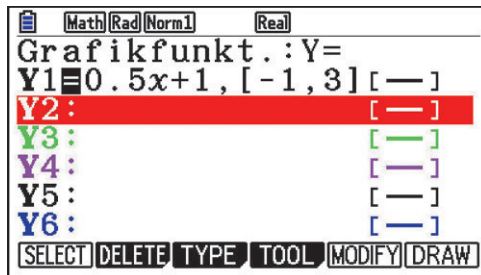 Math Rad Norm1 Real
Grafikfunkt.:Y=
Y1=0.5x+1,[-1,3][—]
Y2: [—]
Y3: [—]
Y4: [—]
Y5: [—]
Y6: [—]
SELECT DELETE TYPE TOOL MODIFY DRAW